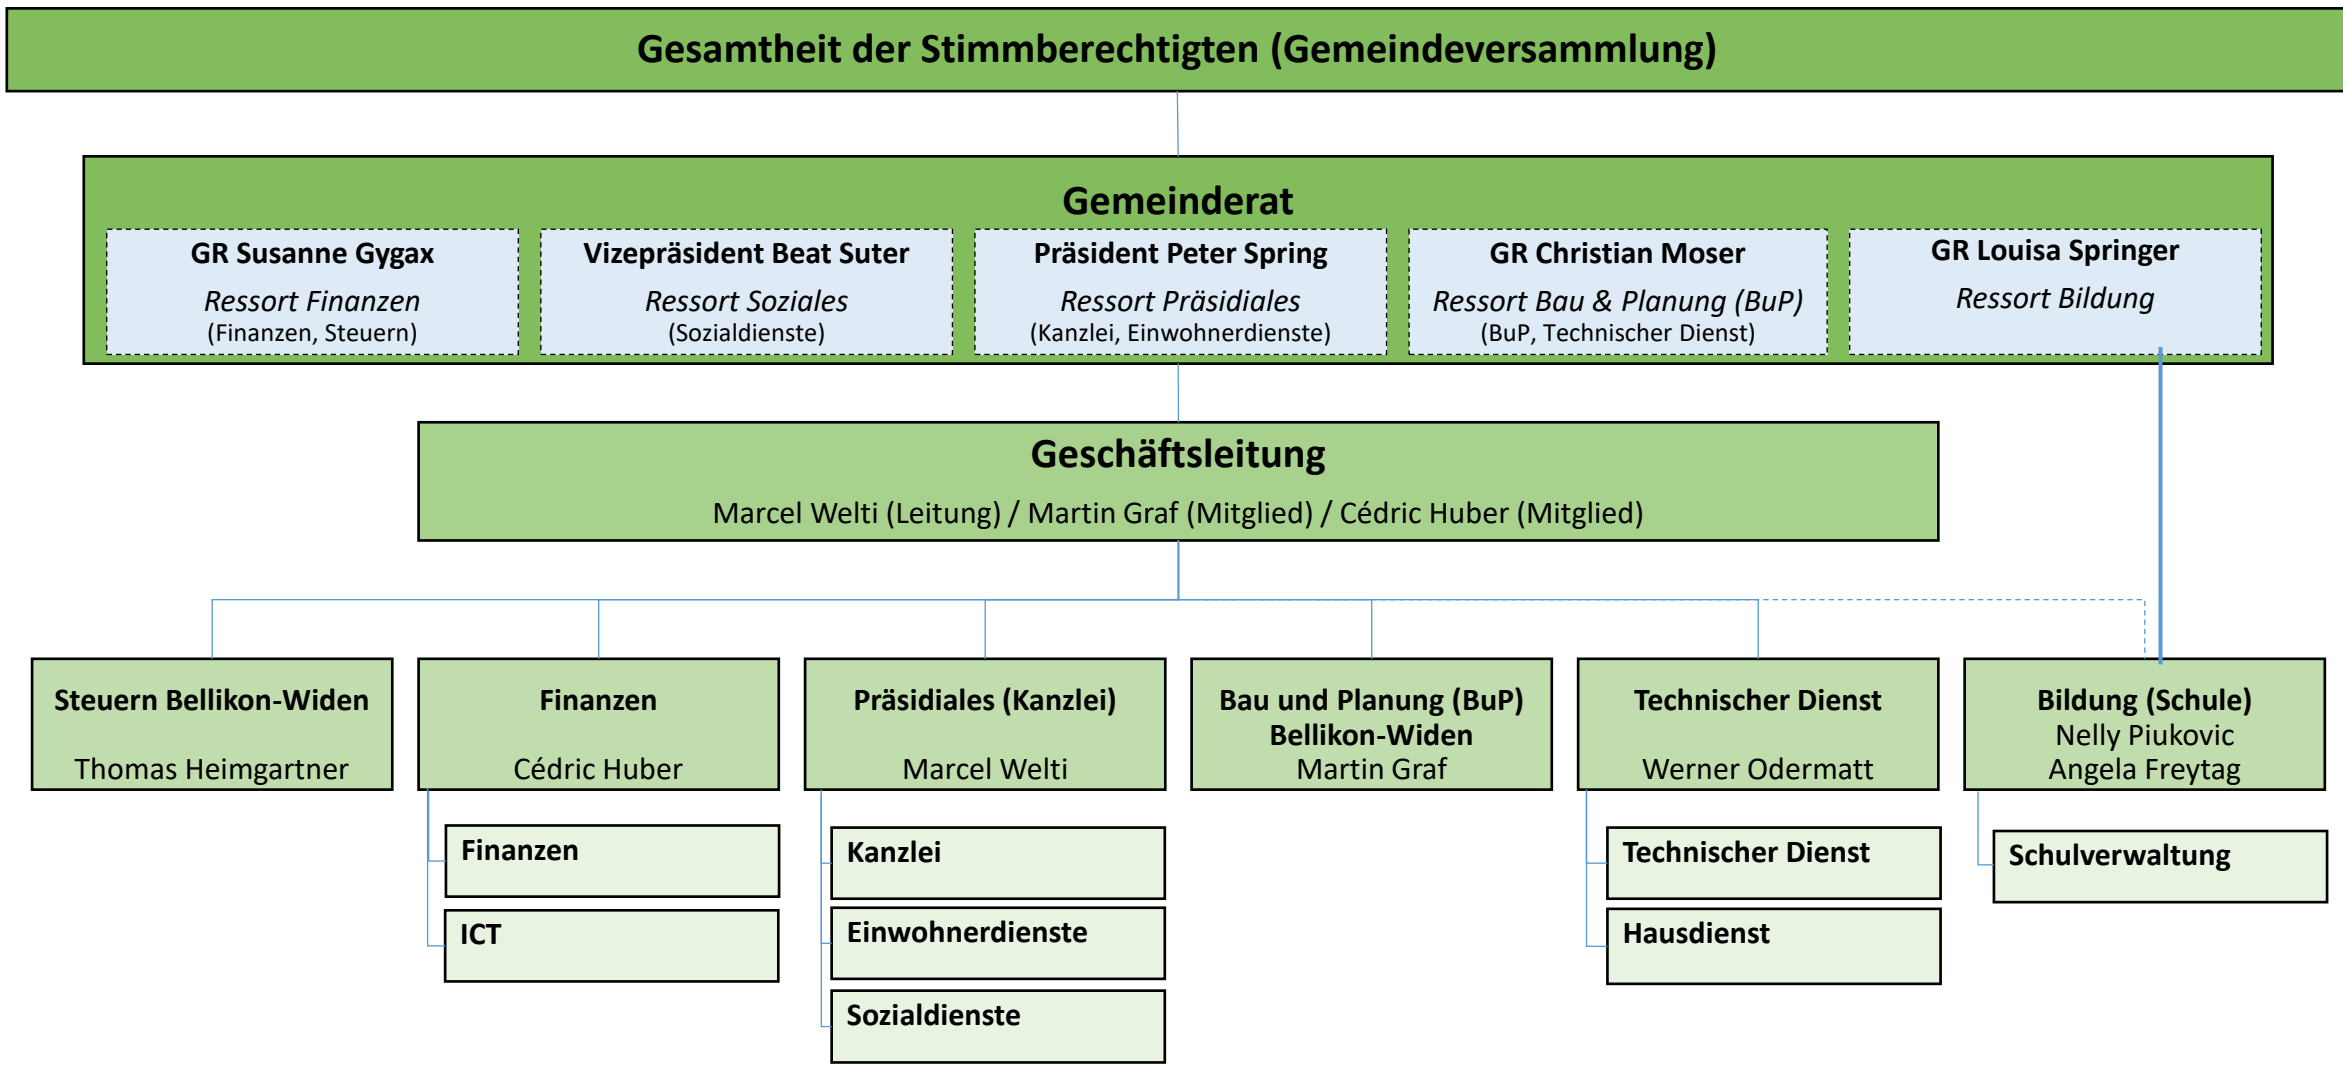 Gesamtheit der Stimmberechtigten (Gemeindeversammlung)
Gemeinderat
GR Susanne Gygax
Ressort Finanzen
(Finanzen, Steuern)
Vizepräsident Beat Suter
Ressort Soziales
(Sozialdienste)
Präsident Peter Spring
Ressort Präsidiales
(Kanzlei, Einwohnerdienste)
GR Christian Moser
Ressort Bau & Planung (BuP)
(BuP, Technischer Dienst)
GR Louisa Springer
Ressort Bildung
Geschäftsleitung
Marcel Welti (Leitung) / Martin Graf (Mitglied) / Cédric Huber (Mitglied)
Steuern Bellikon-Widen
Thomas Heimgartner
Finanzen
Cédric Huber
Finanzen
ICT
Präsidiales (Kanzlei)
Marcel Welti
Kanzlei
Einwohnerdienste
Sozialdienste
Bau und Planung (BuP)
Bellikon-Widen
Martin Graf
Technischer Dienst
Werner Odermatt
Technischer Dienst
Hausdienst
Bildung (Schule)
Nelly Piukovic
Angela Freytag
Schulverwaltung